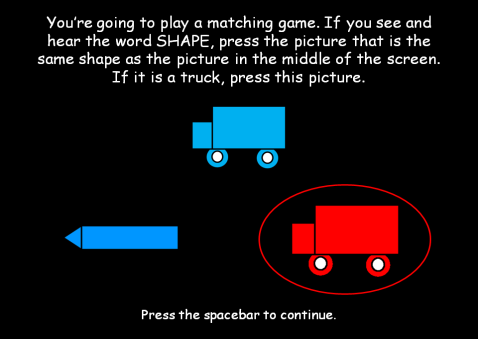 You're going to play a matching game. If you see and
hear the word SHAPE, press the picture that is the
same shape as the picture in the middle of the screen.
If it is a truck, press this picture.
Press the spacebar to continue.